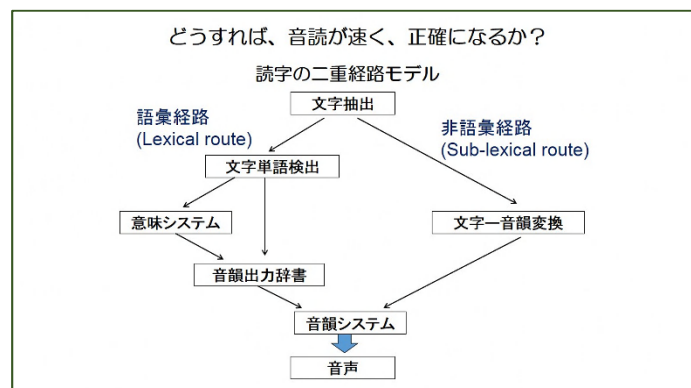 どうすれば、音読が速く、正確になるか？
読字の二重経路モデル
文字抽出
語彙経路
(Lexical route)
非語彙経路
(Sub-lexical route)
文字単語検出
意味システム
文字―音韻変換
音韻出力辞書
音韻システム
音声